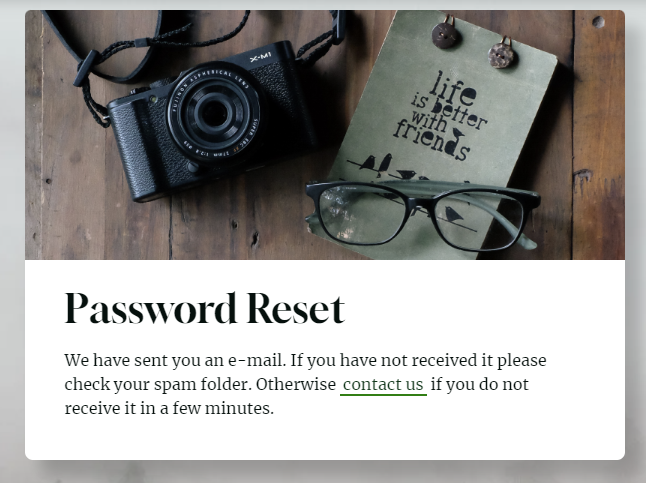 X-M1
FUJINON ASPHERICAL LENS
SUPER EBC XF 27mm 1:2.8
life
is better
with
friends
Password Reset
We have sent you an e-mail. If you have not received it please
check your spam folder. Otherwise contact us if you do not
receive it in a few minutes.